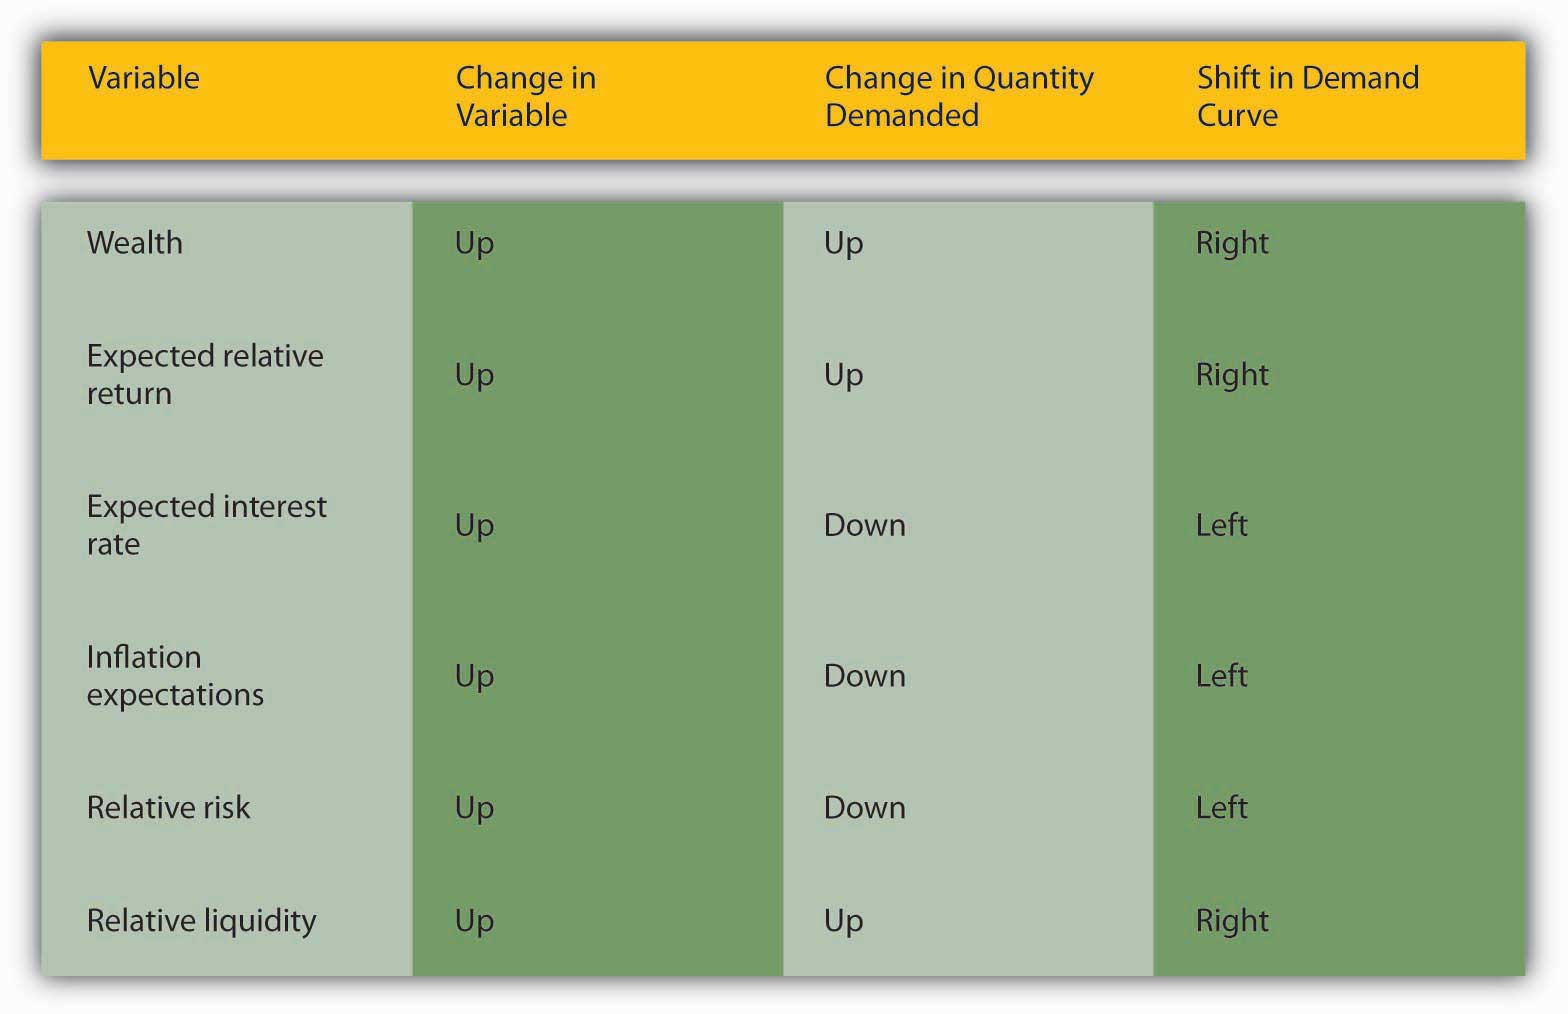 Variable
Change in
Variable
Change in Quantity
Demanded
Shift in Demand
Curve
Wealth
Up
Up
Right
Expected relative
return
Up
Up
Right
Expected interest
rate
Up
Down
Left
Inflation
expectations
Up
Down
Left
Relative risk
Up
Down
Left
Relative liquidity
Up
Up
Right